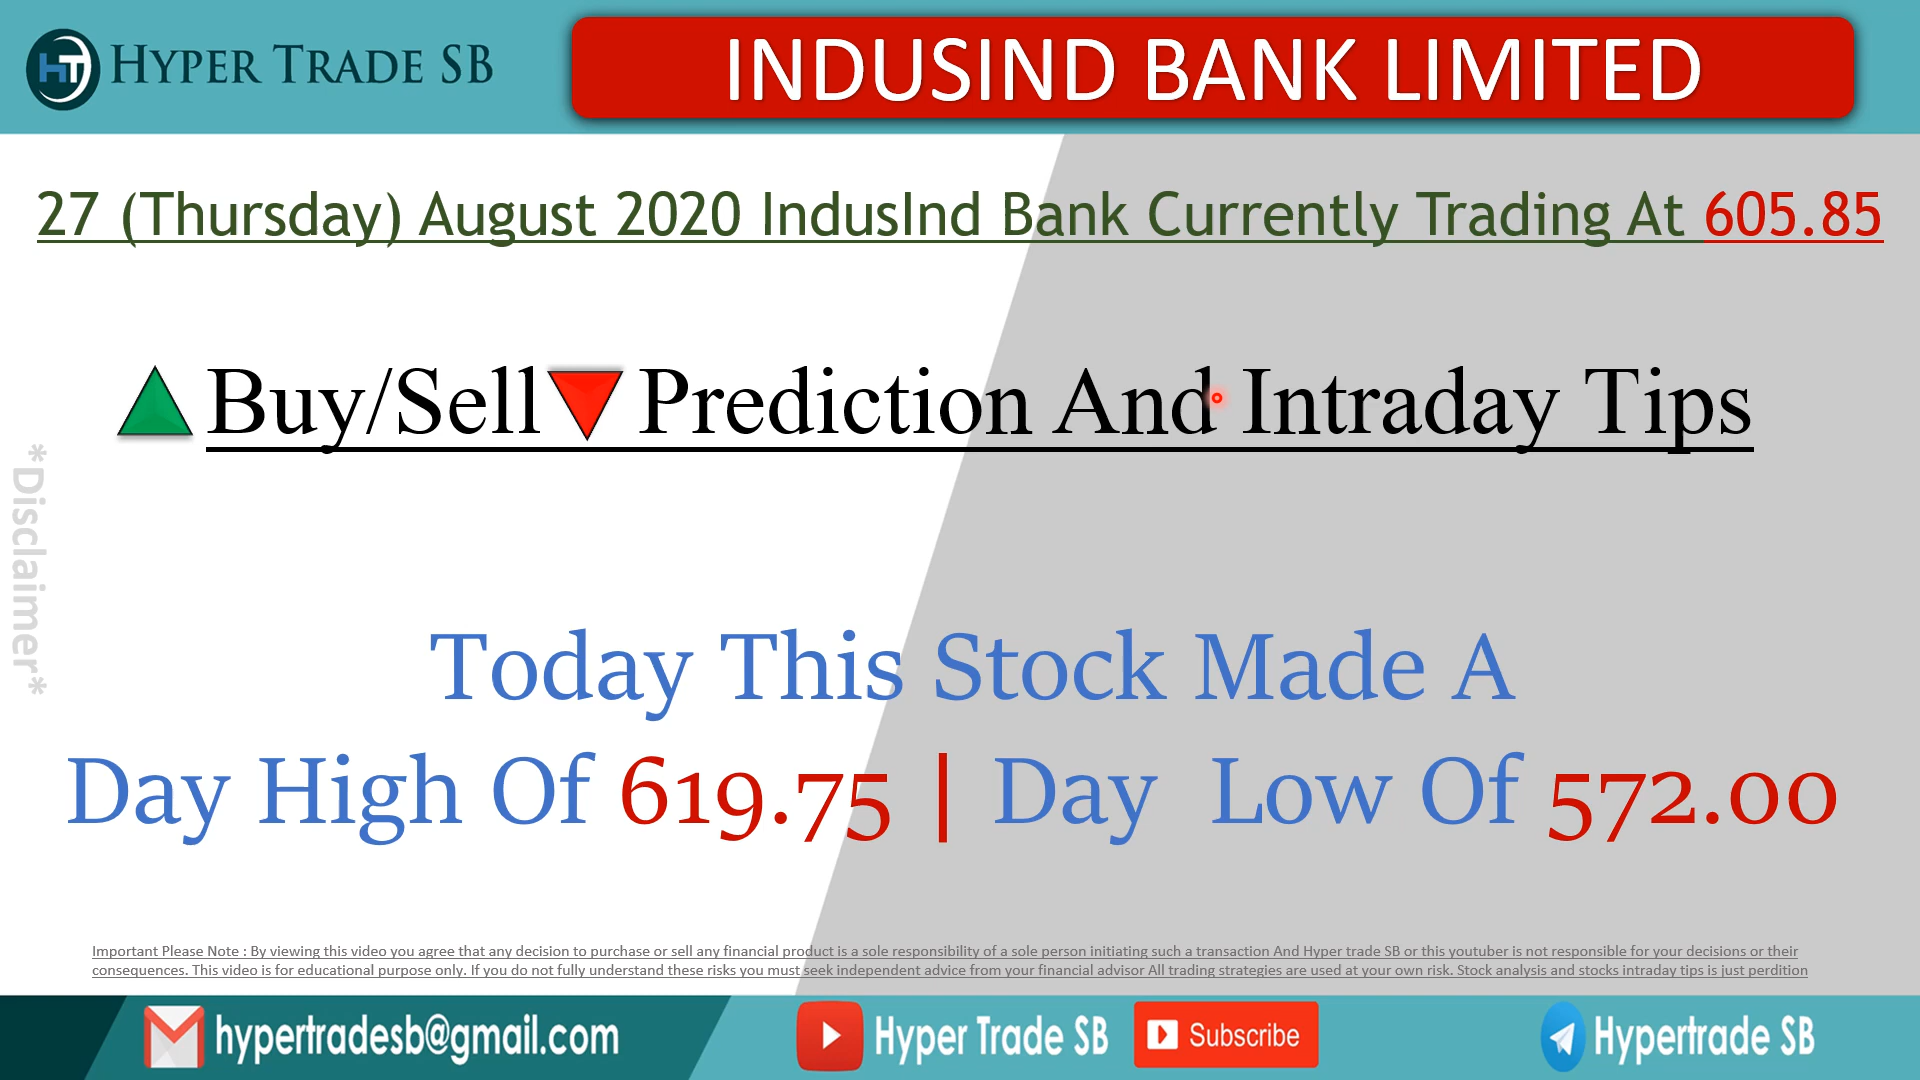 HT HYPER TRADE SB
INDUSIND BANK LIMITED
27 (Thursday) August 2020 IndusInd Bank Currently Trading At 605.85
Buy/Sell Prediction And Intraday Tips
*Disclaimer*
Today This Stock Made A
Day High Of 619.75 | Day Low Of 572.00
Important Please Note : By viewing this video you agree that any decision to purchase or sell any financial product is a sole responsibility of a sole person initiating such a transaction And Hyper trade SB or this youtuber is not responsible for your decisions or their
consequences. This video is for educational purpose only. If you do not fully understand these risks you must seek independent advice from your financial advisor All trading strategies are used at your own risk. Stock analysis and stocks intraday tips is just perdition
hypertradesb@gmail.com Hyper Trade SB Subscribe Hypertrade SB